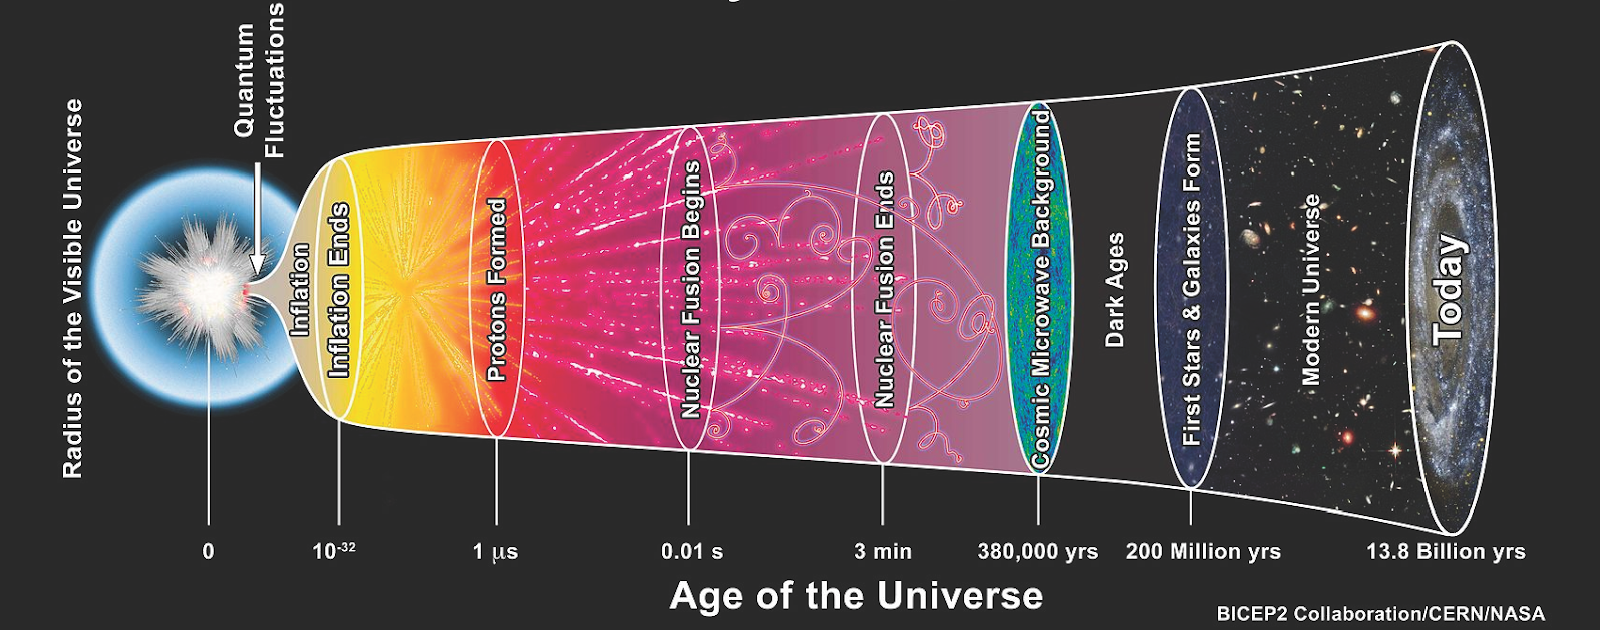 Radius of the Visible Universe
Quantum
Fluctuations
Inflation
Inflation Ends
Protons Formed
Nuclear Fusion Begins
Nuclear Fusion Ends
Cosmic Microwave Background
Dark Ages
First Stars & Galaxies Form
Modern Universe
Today
0
10⁻³²
1 μs
0.01 s
3 min
380,000 yrs
200 Million yrs
13.8 Billion yrs
Age of the Universe
BICEP2 Collaboration/CERN/NASA